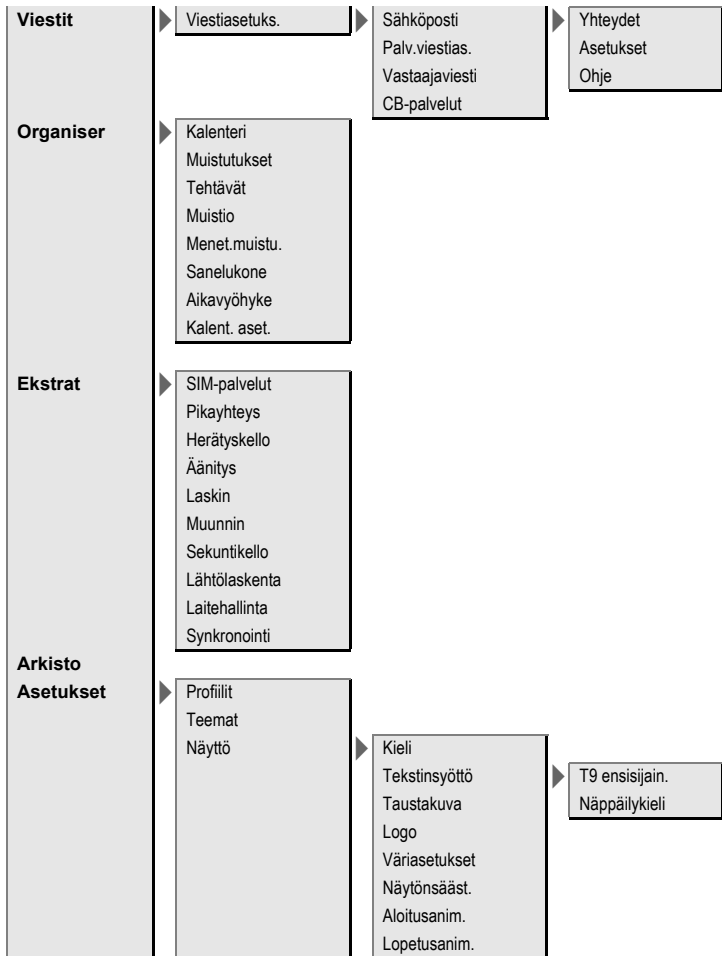 Viestit Viestiasetuks. Sähköposti Yhteydet
Palv.viestias. Asetukset
Vastaajaviesti Ohje
CB-palvelut
Organiser Kalenteri
Muistutukset
Tehtävät
Muistio
Menet.muistu.
Sanelukone
Aikavyöhyke
Kalent. aset.
Ekstrat SIM-palvelut
Pikayhteys
Herätyskello
Äänitys
Laskin
Muunnin
Sekuntikello
Lähtölaskenta
Laitehallinta
Synkronointi
Arkisto
Asetukset Profiilit
Teemat
Näyttö Kieli
Tekstinsyöttö T9 ensisijain.
Taustakuva Näppäilykieli
Logo
Väriasetukset
Näytönsääst.
Aloitusanim.
Lopetusanim.